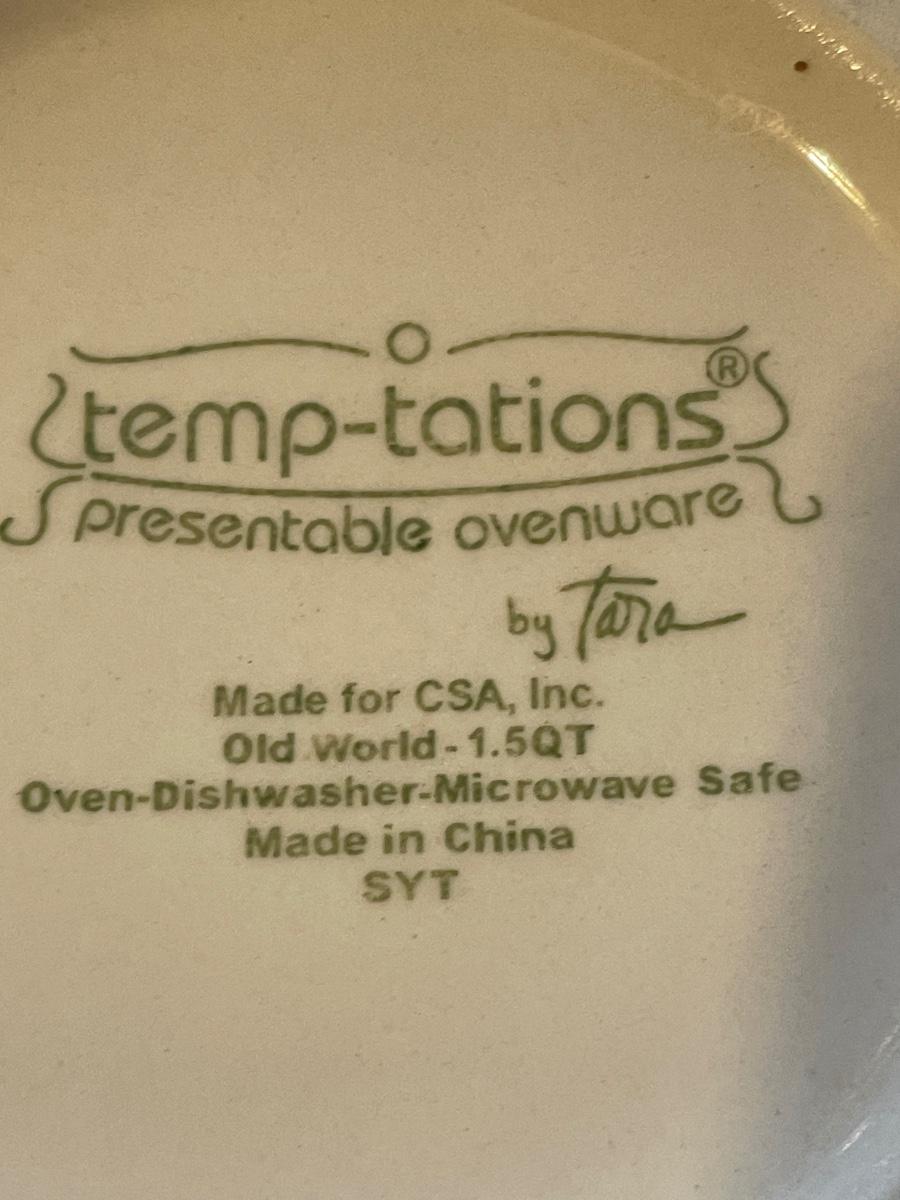 temp-tations®
presentable ovenware
by Tara
Made for CSA, Inc.
Old World - 1.5QT
Oven-Dishwasher-Microwave Safe
Made in China
SYT